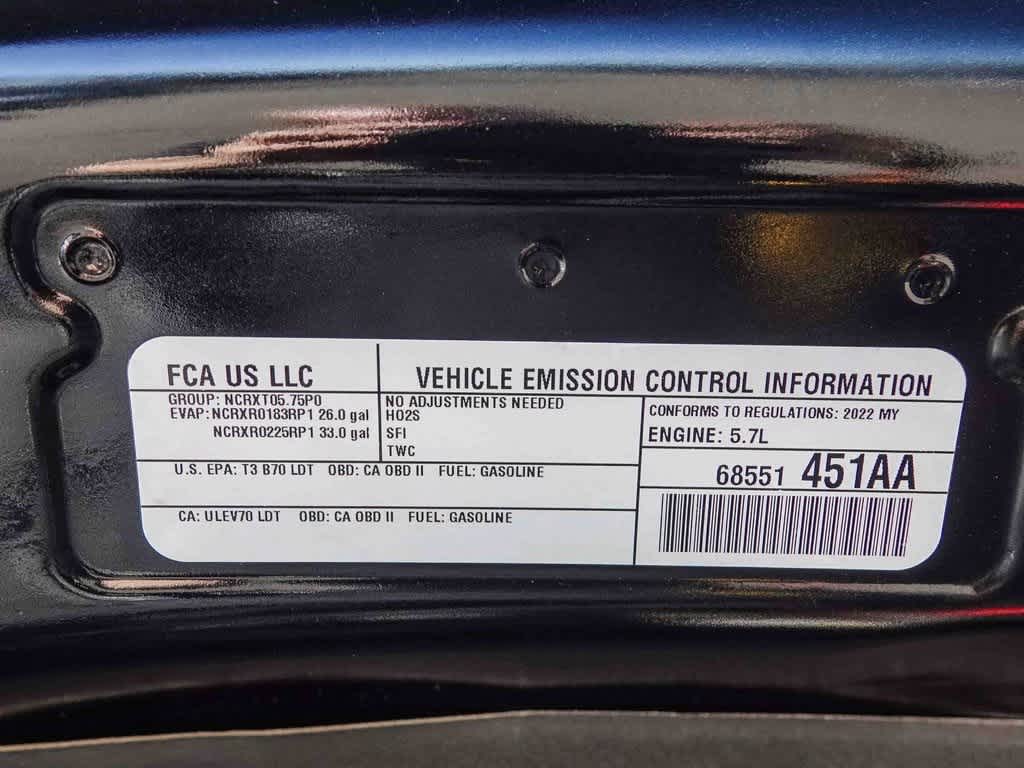 FCA US LLC
VEHICLE EMISSION CONTROL INFORMATION
GROUP: NCRXT05.75P0
EVAP: NCRXR0183RP1 26.0 gal
NCRXR0225RP1 33.0 gal
NO ADJUSTMENTS NEEDED
HO2S
SFI
TWC
CONFORMS TO REGULATIONS: 2022 MY
ENGINE: 5.7L
U.S. EPA: T3 B70 LDT OBD: CA OBD II FUEL: GASOLINE
68551 451AA
CA: ULEV70 LDT OBD: CA OBD II FUEL: GASOLINE